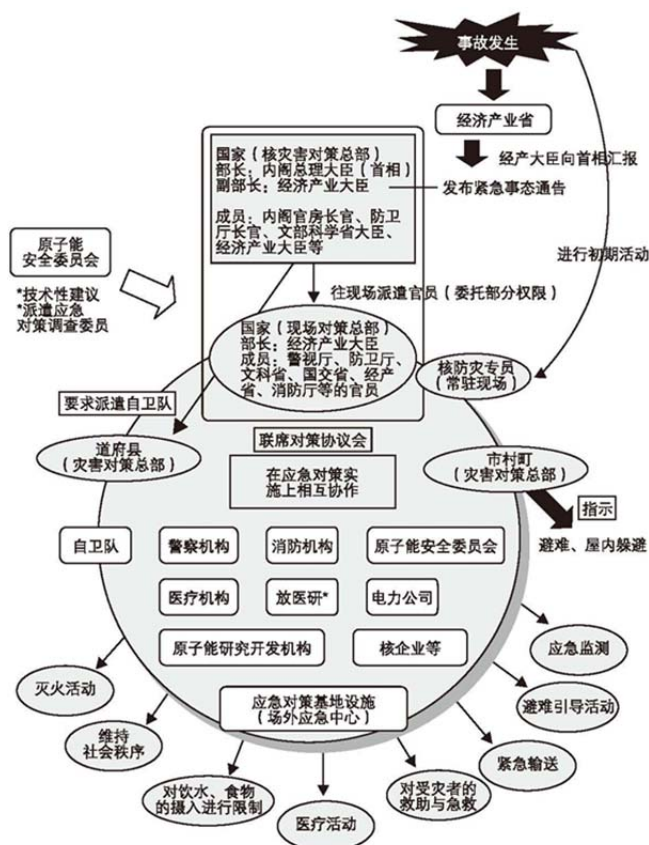 事故发生
经济产业省
经产大臣向首相汇报
发布紧急事态通告
进行初期活动
国家（核灾害对策总部）
部长：内阁总理大臣（首相）
副部长：经济产业大臣
成员：内阁官房长官、防卫
厅长官、文部科学省大臣、
经济产业大臣等
原子能
安全委员会
*技术性建议
*派遣应急
对策调查委员
往现场派遣官员（委托部分权限）
国家（现场对策总部）
部长：经济产业大臣
成员：警视厅、防卫厅、
文科省、国交省、经产
省、消防厅等的官员
核防灾专员
（常驻现场）
要求派遣自卫队
道府县
（灾害对策总部）
联席对策协议会
在应急对策实
施上相互协作
市村町
（灾害对策总部）
指示
避难、屋内躲避
自卫队
警察机构
消防机构
原子能安全委员会
医疗机构
放医研*
电力公司
原子能研究开发机构
核企业等
应急对策基地设施
（场外应急中心）
灭火活动
维持
社会秩序
对饮水、食物
的摄入进行限制
医疗活动
对受灾者的
救助与急救
紧急输送
避难引导活动
应急监测